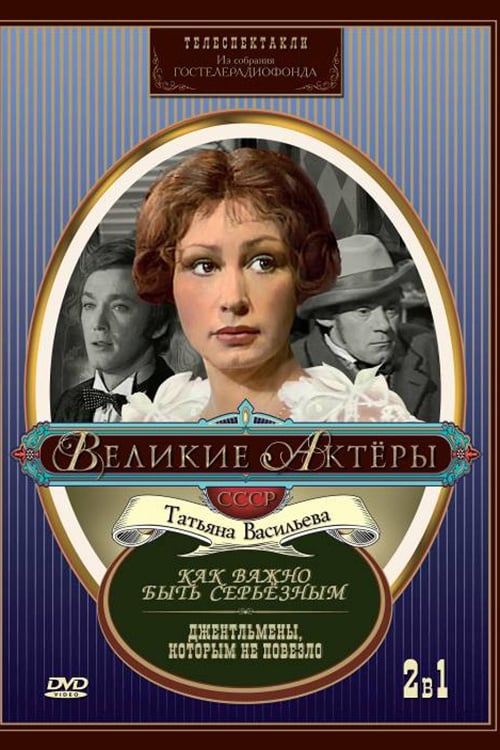 ТЕЛЕСПЕКТАКЛИ
Из собрания
ГОСТЕЛЕРАДИОФОНДА
ВЕЛИКИЕ АКТЁРЫ
СССР
ТАТЬЯНА ВАСИЛЬЕВА
КАК ВАЖНО
БЫТЬ СЕРЬЁЗНЫМ
ДЖЕНТЛЬМЕНЫ,
КОТОРЫМ НЕ ПОВЕЗЛО
DVD
VIDEO
2 в 1